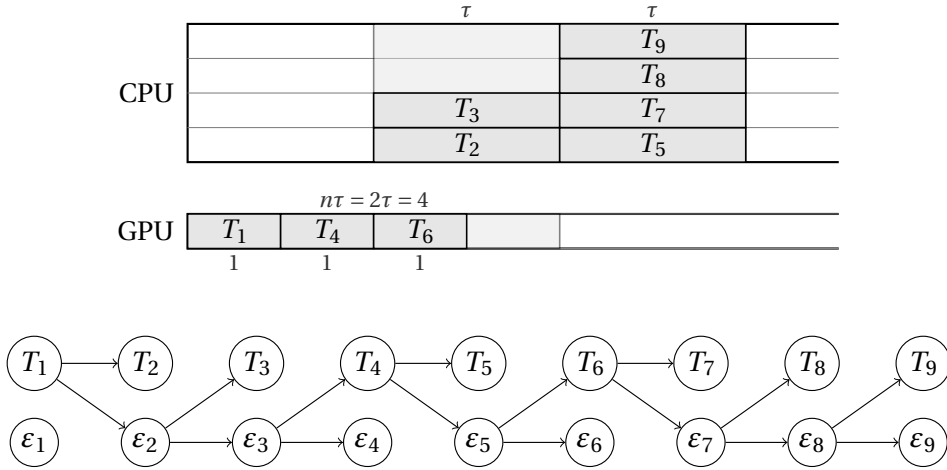 τ τ
CPU
T₉
T₈
T₃ T₇
T₂ T₅
nτ = 2τ = 4
GPU T₁ T₄ T₆
1 1 1
T₁ T₂ T₃ T₄ T₅ T₆ T₇ T₈ T₉
ε₁ ε₂ ε₃ ε₄ ε₅ ε₆ ε₇ ε₈ ε₉